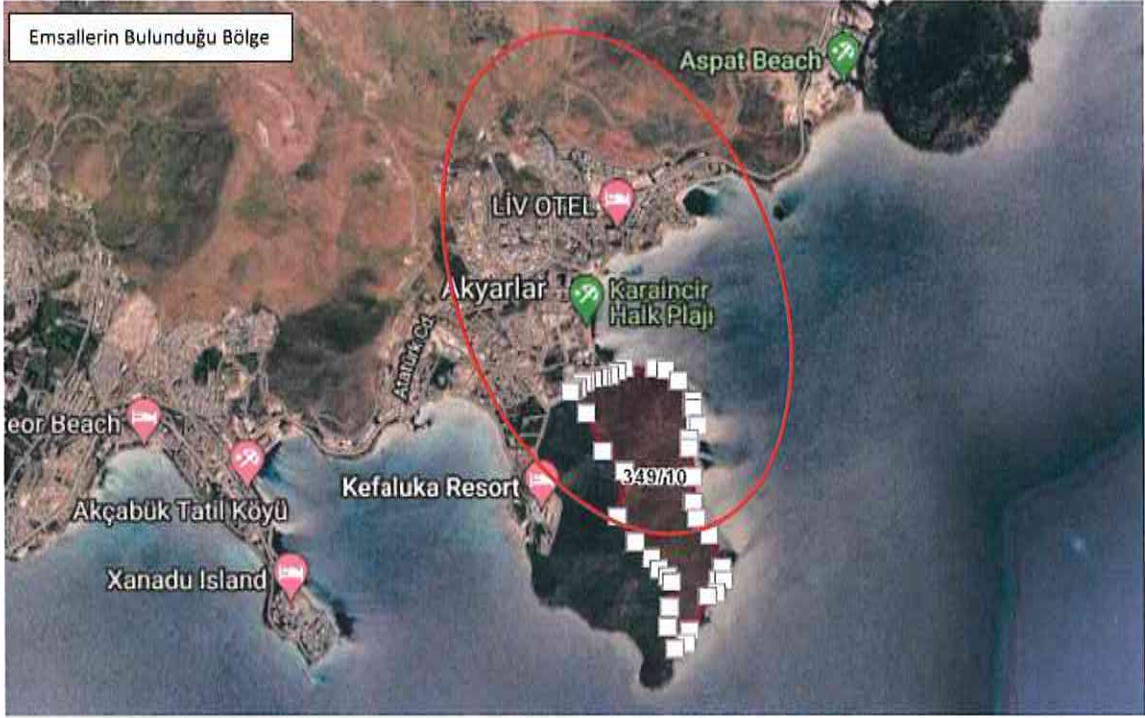 Emsallerin Bulunduğu Bölge
Aspat Beach
LİV OTEL
Akyarlar
Karaincir
Halk Plajı
Atatürk Cd.
eor Beach
349/10
Kefaluka Resort
Akçabük Tatil Köyü
Xanadu Island